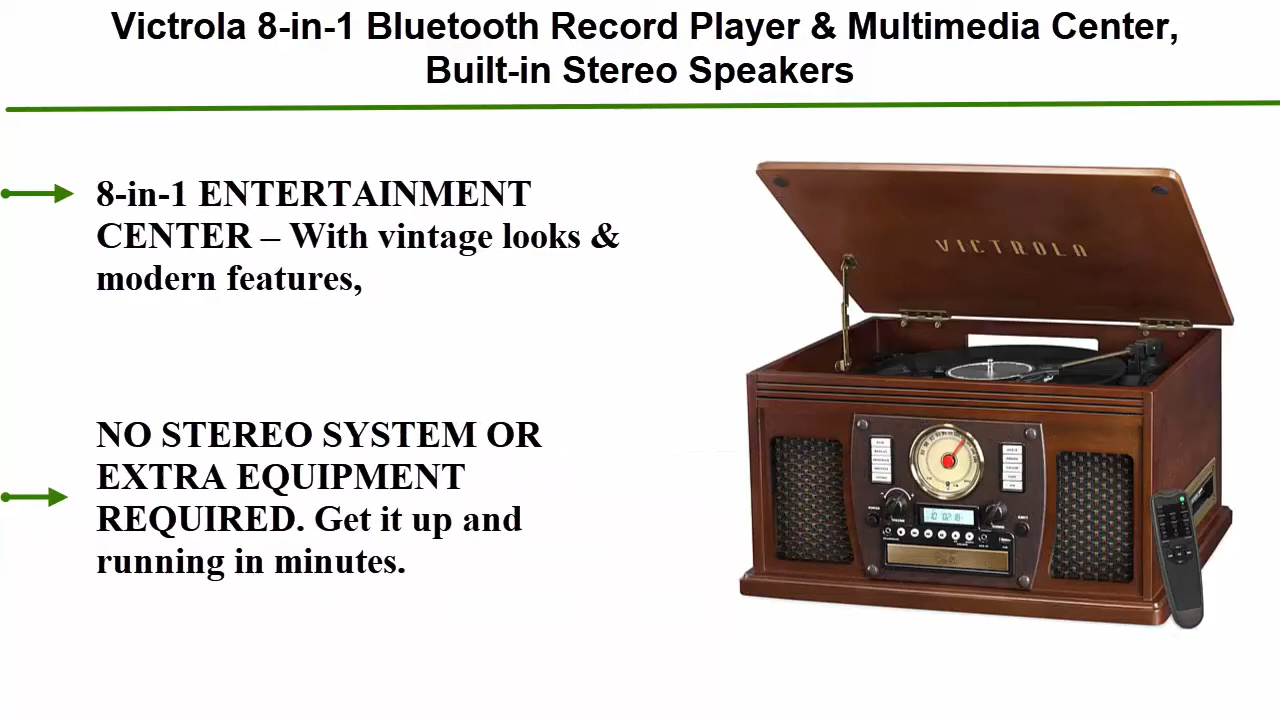 Victrola 8-in-1 Bluetooth Record Player & Multimedia Center,
Built-in Stereo Speakers
8-in-1 ENTERTAINMENT
CENTER – With vintage looks &
modern features,
VICTROLA
NO STEREO SYSTEM OR
EXTRA EQUIPMENT
REQUIRED. Get it up and
running in minutes.